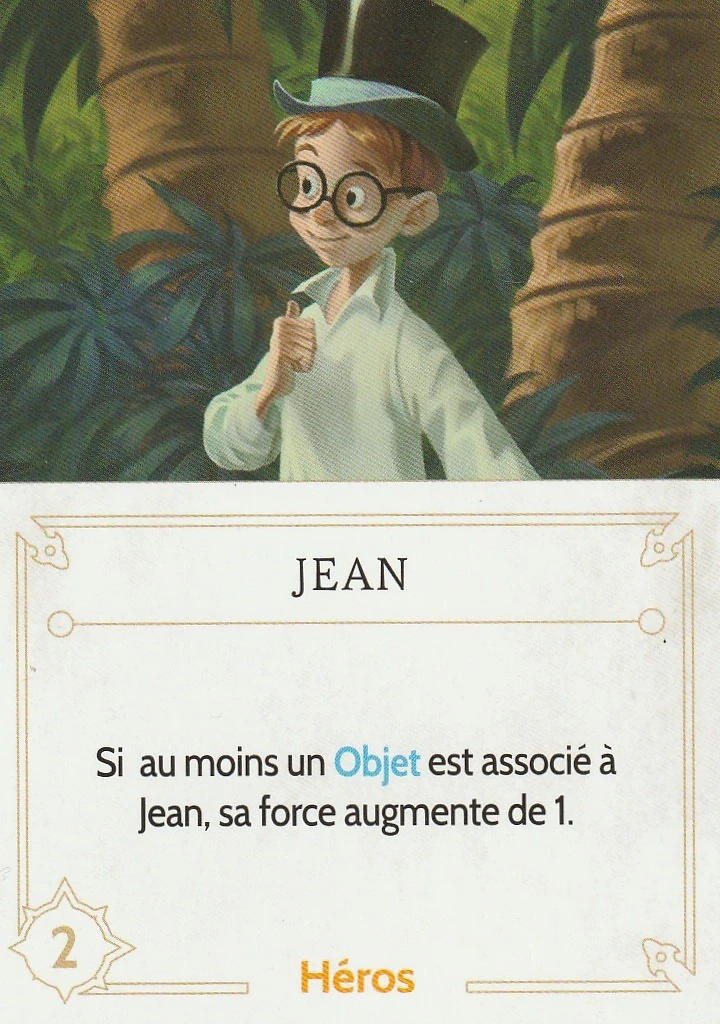 JEAN
Si au moins un Objet est associé à
Jean, sa force augmente de 1.
2
Héros